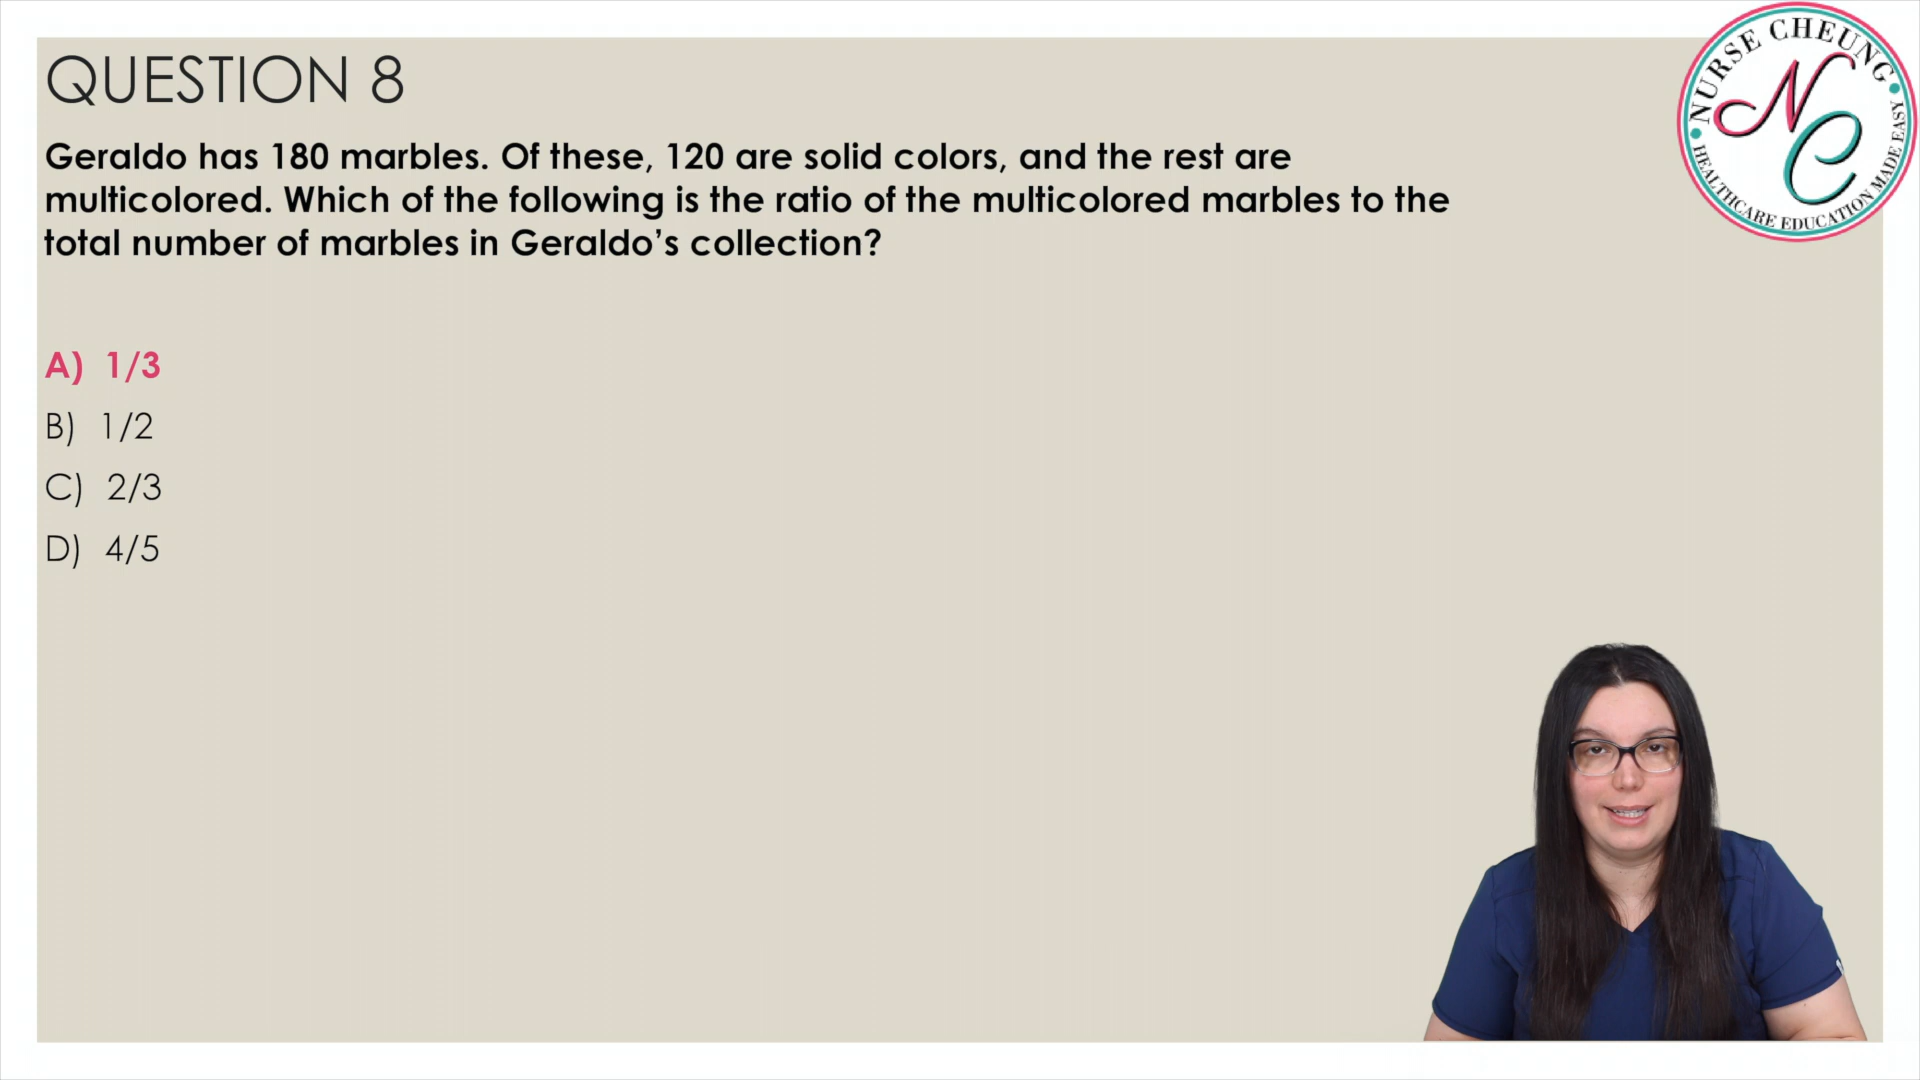 QUESTION 8
Geraldo has 180 marbles. Of these, 120 are solid colors, and the rest are
multicolored. Which of the following is the ratio of the multicolored marbles to the
total number of marbles in Geraldo’s collection?
A) 1/3
B) 1/2
C) 2/3
D) 4/5
NURSE CHEUNG
NC
HEALTHCARE EDUCATION MADE EASY